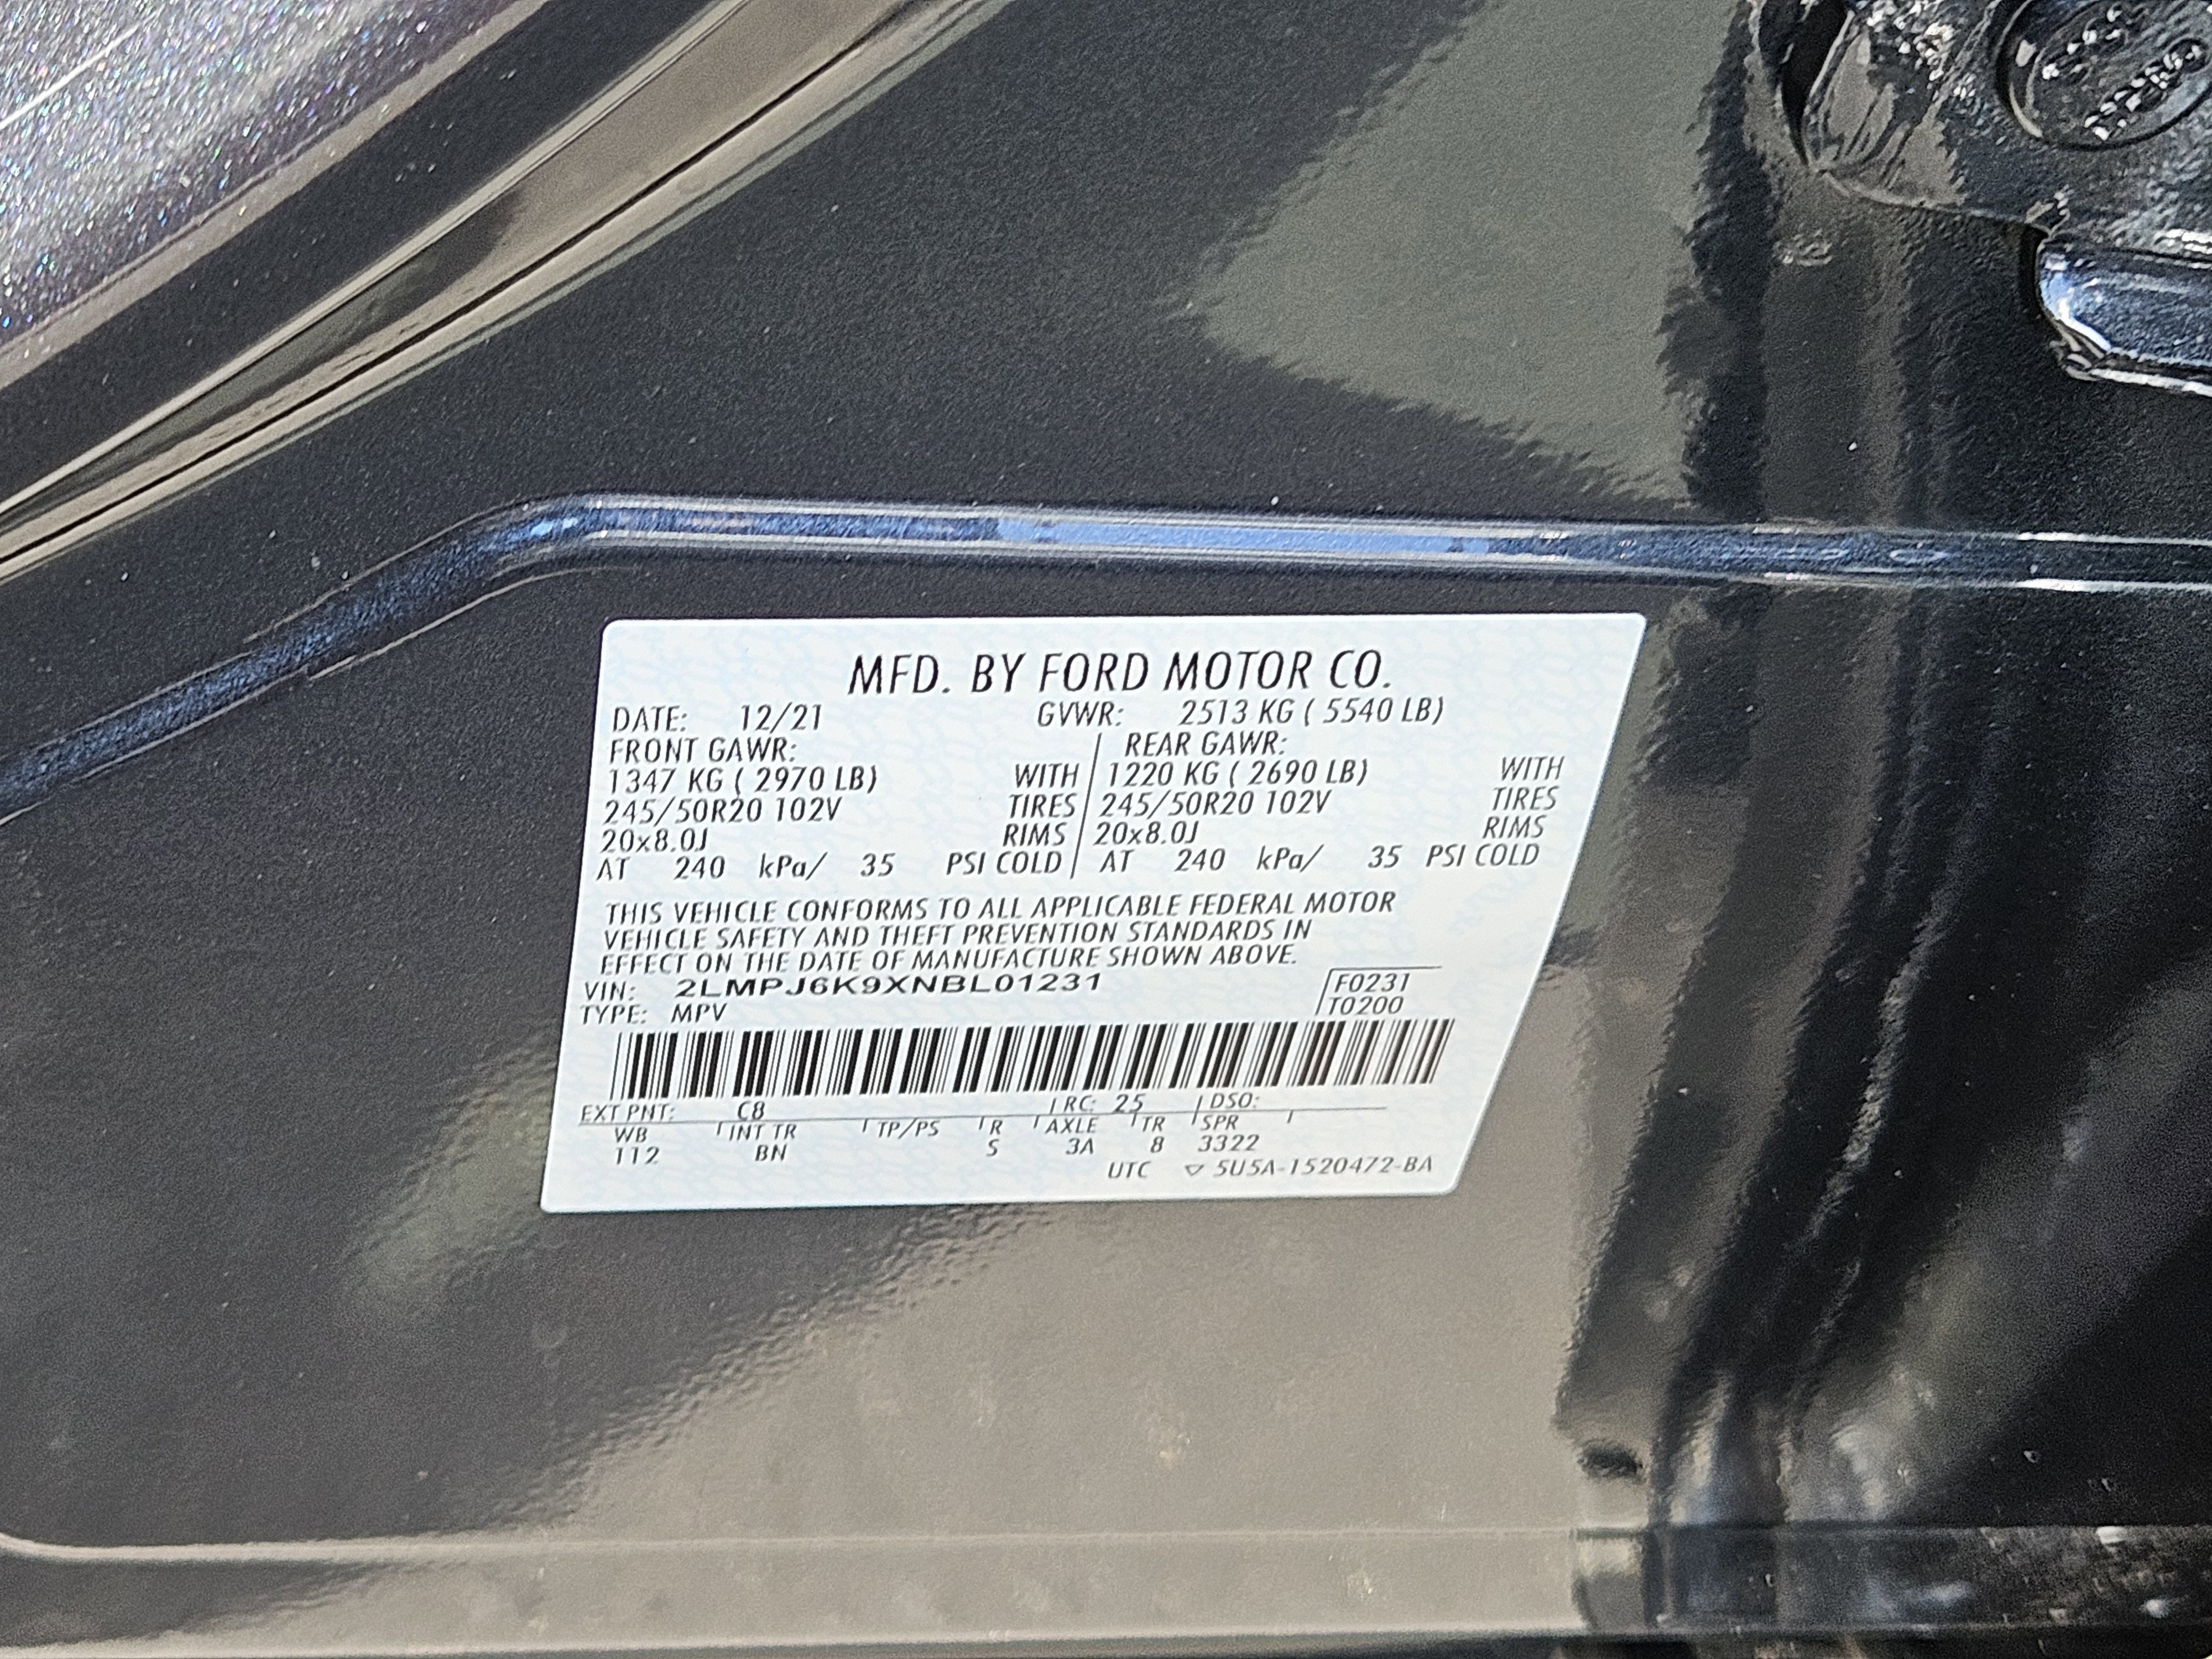 MFD. BY FORD MOTOR CO.
DATE: 12/21 GVWR: 2513 KG ( 5540 LB)
FRONT GAWR: REAR GAWR:
1347 KG ( 2970 LB) WITH 1220 KG ( 2690 LB) WITH
245/50R20 102V TIRES 245/50R20 102V TIRES
20x8.0J RIMS 20x8.0J RIMS
AT 240 kPa/ 35 PSI COLD AT 240 kPa/ 35 PSI COLD
THIS VEHICLE CONFORMS TO ALL APPLICABLE FEDERAL MOTOR
VEHICLE SAFETY AND THEFT PREVENTION STANDARDS IN
EFFECT ON THE DATE OF MANUFACTURE SHOWN ABOVE.
VIN: 2LMPJ6K9XNBL01231 F0231
TYPE: MPV T0200
EXT PNT: C8 RC: 25 DSO:
WB INT TR TP/PS R AXLE TR SPR
112 BN S 3A 8 3322
UTC ▽ 5U5A-1520472-BA